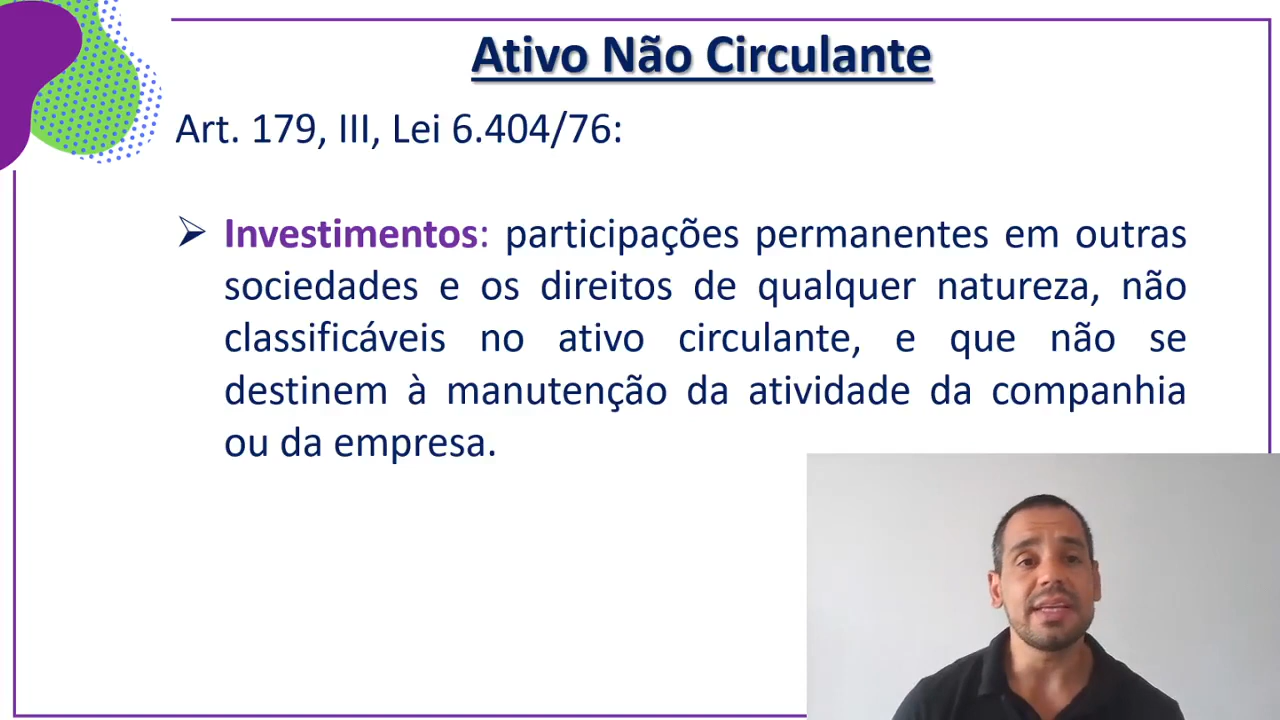 Ativo Não Circulante
Art. 179, III, Lei 6.404/76:
Investimentos: participações permanentes em outras
sociedades e os direitos de qualquer natureza, não
classificáveis no ativo circulante, e que não se
destinem à manutenção da atividade da companhia
ou da empresa.